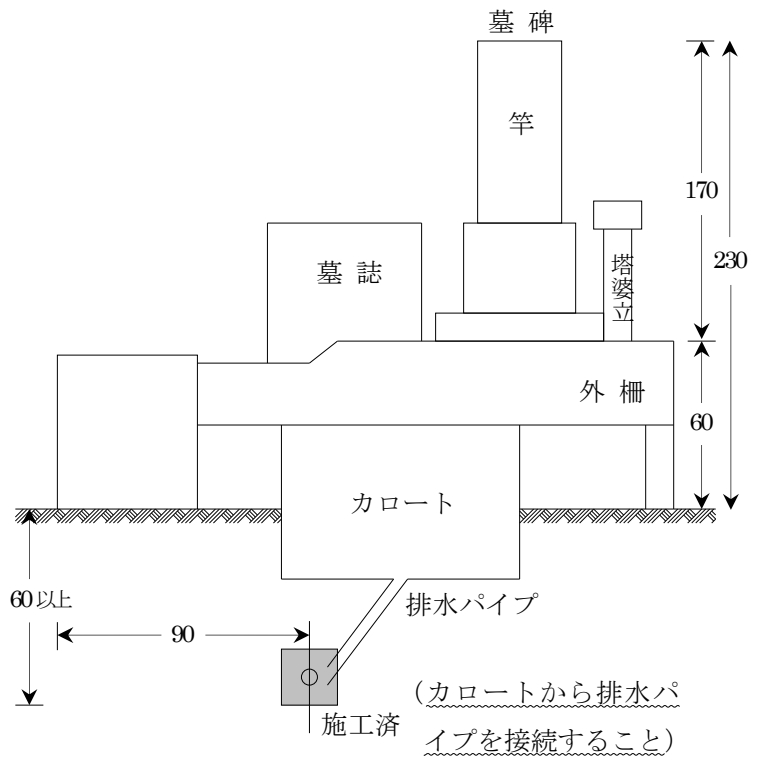 墓碑
竿
170
230
塔婆立
墓誌
外柵
60
カロート
60以上
排水パイプ
90
(カロートから排水パ
イプを接続すること)
施工済